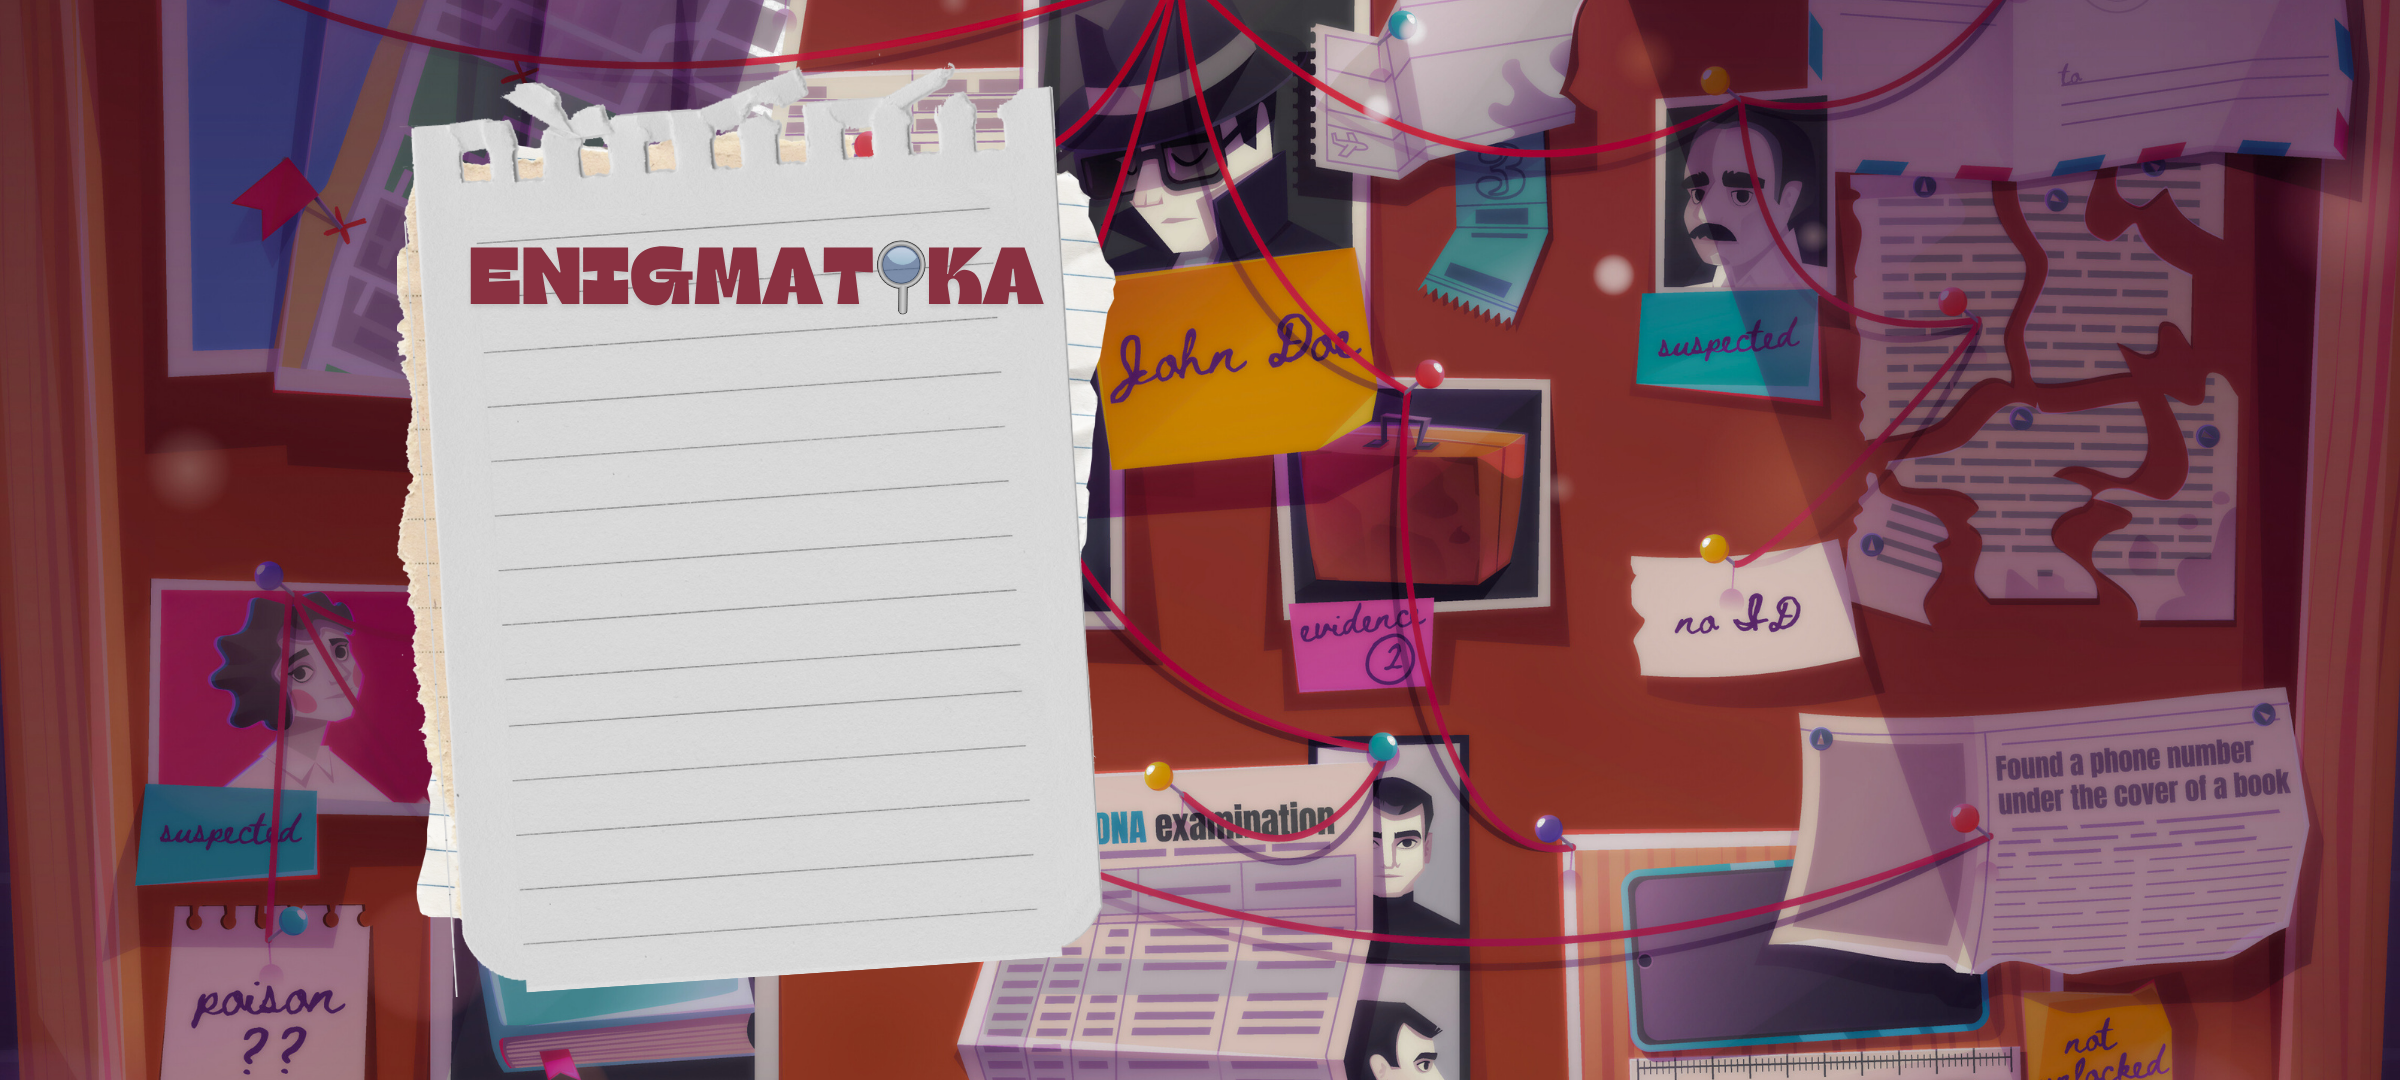 ENIGMATIKA
to
John Doe
suspected
evidence
2
no ID
suspected
DNA examination
Found a phone number
under the cover of a book
poison
??
not